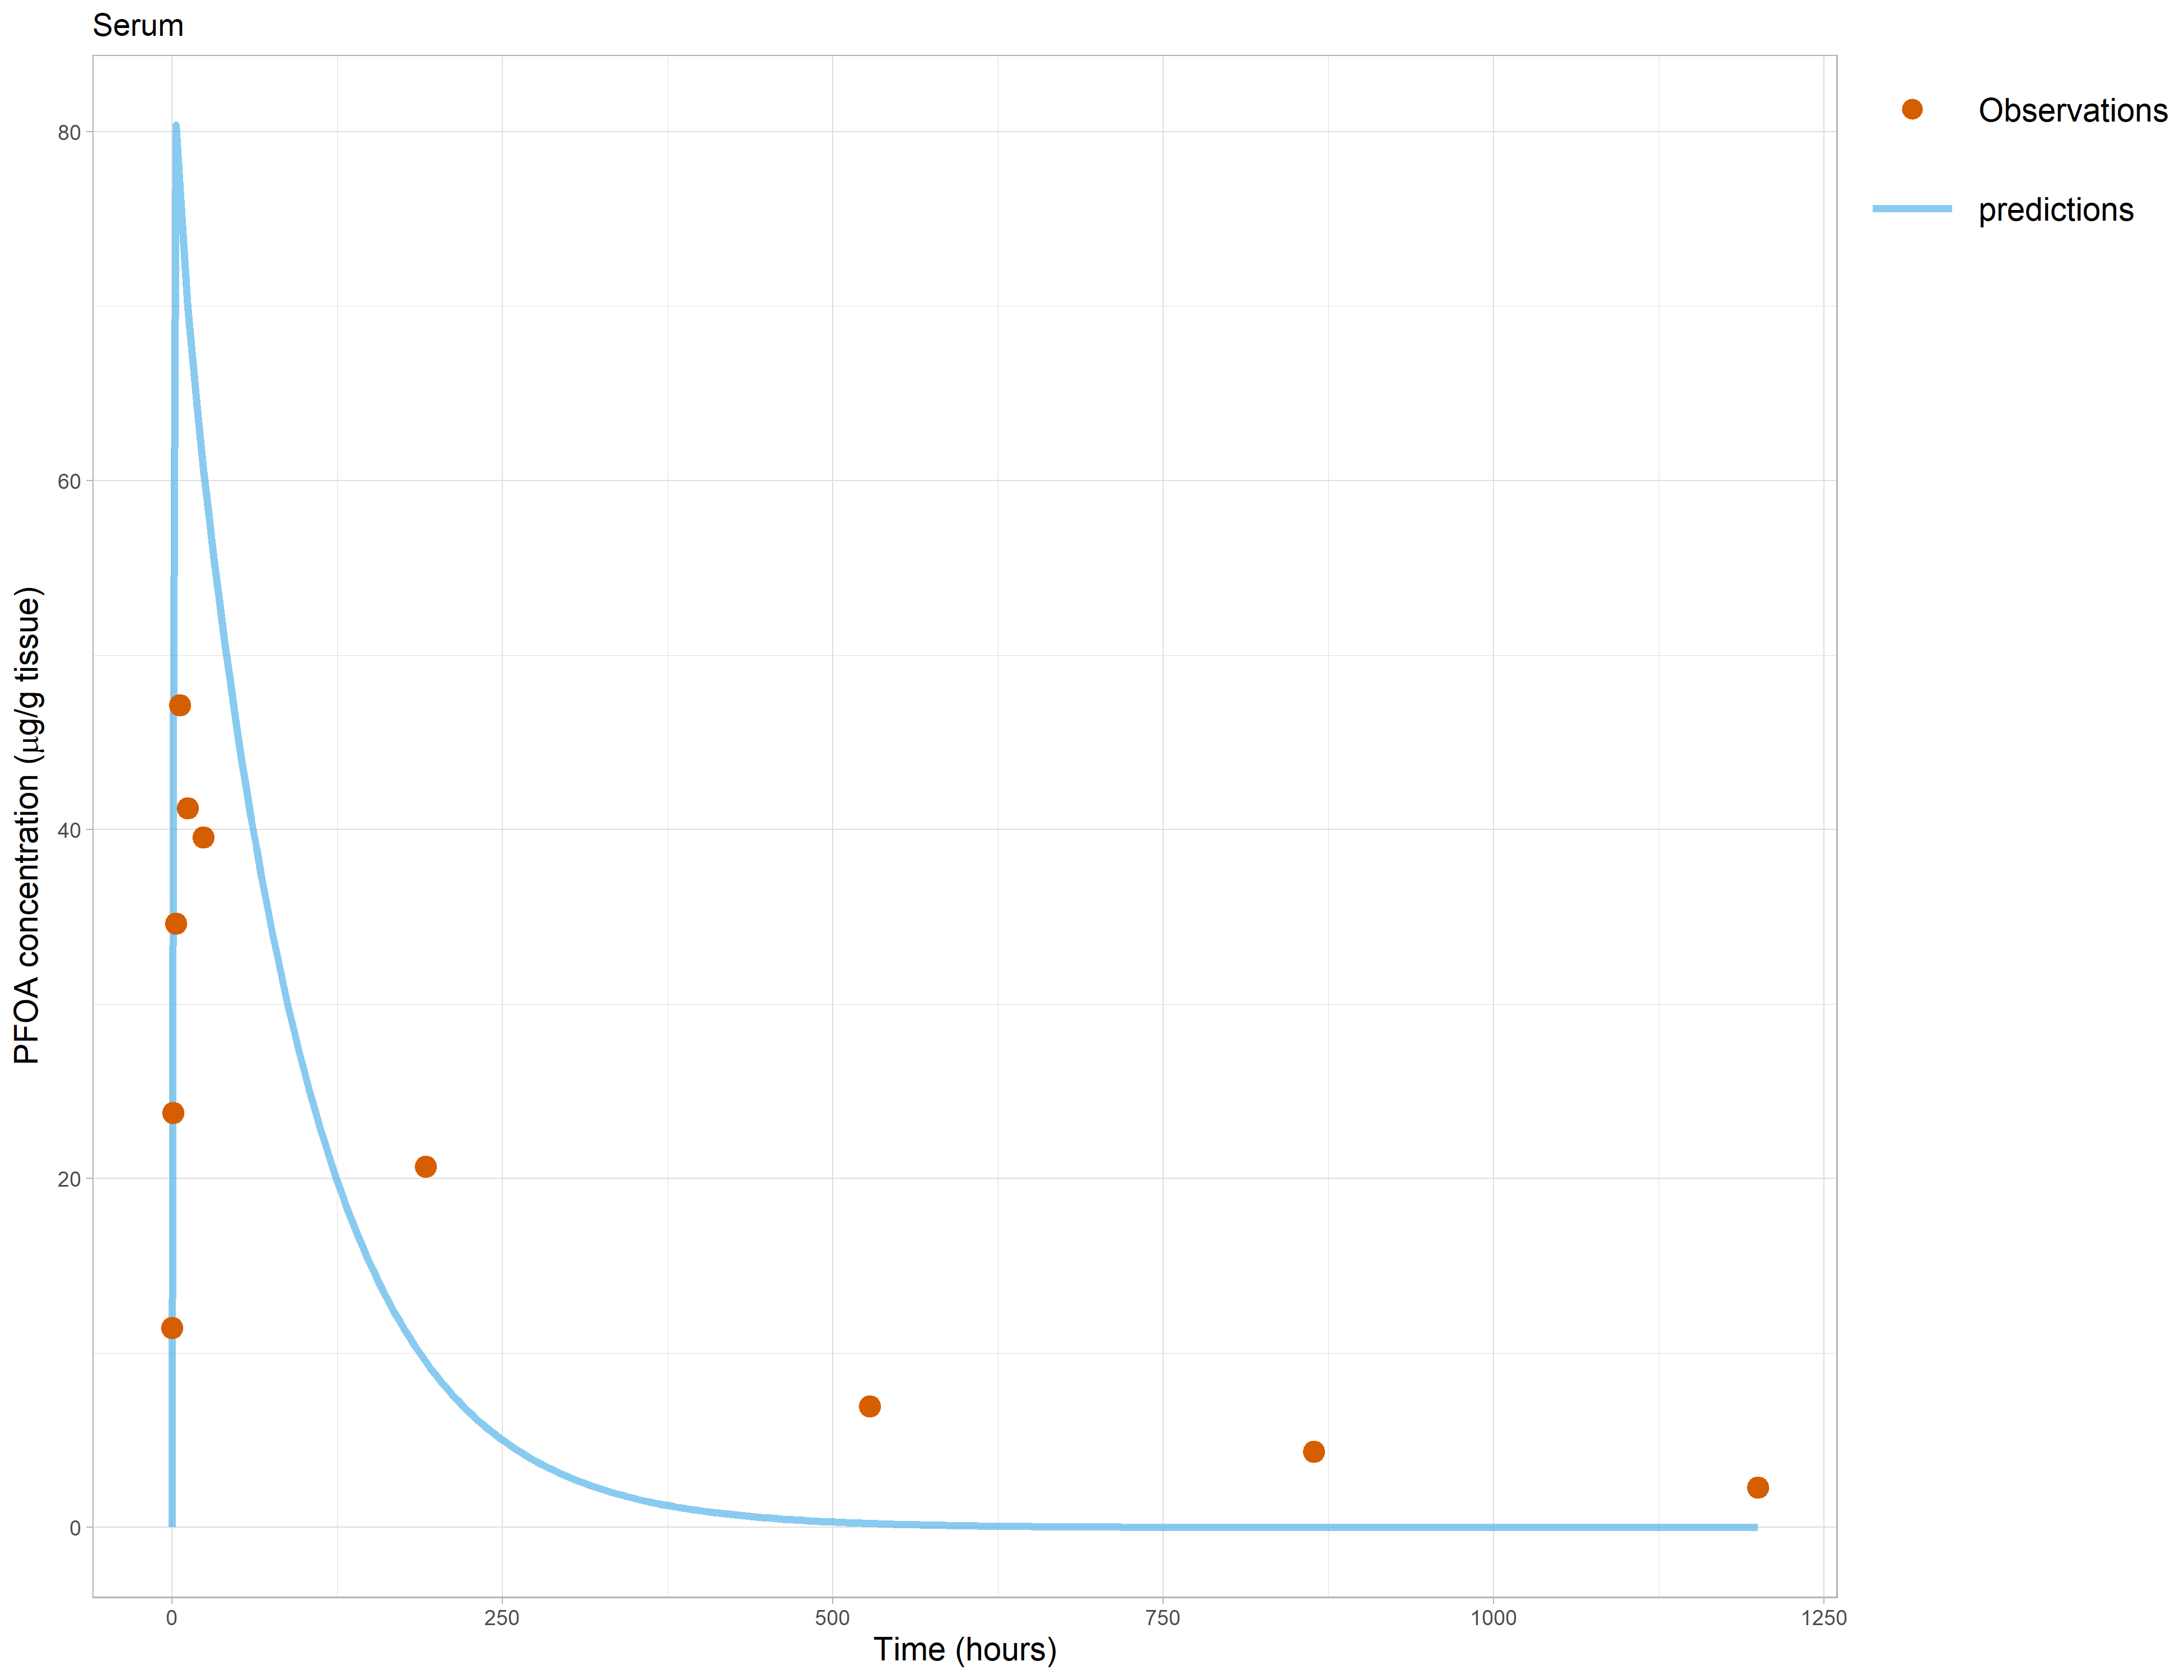 Serum
Observations
predictions
80
60
40
20
0
PFOA concentration (μg/g tissue)
0 250 500 750 1000 1250
Time (hours)